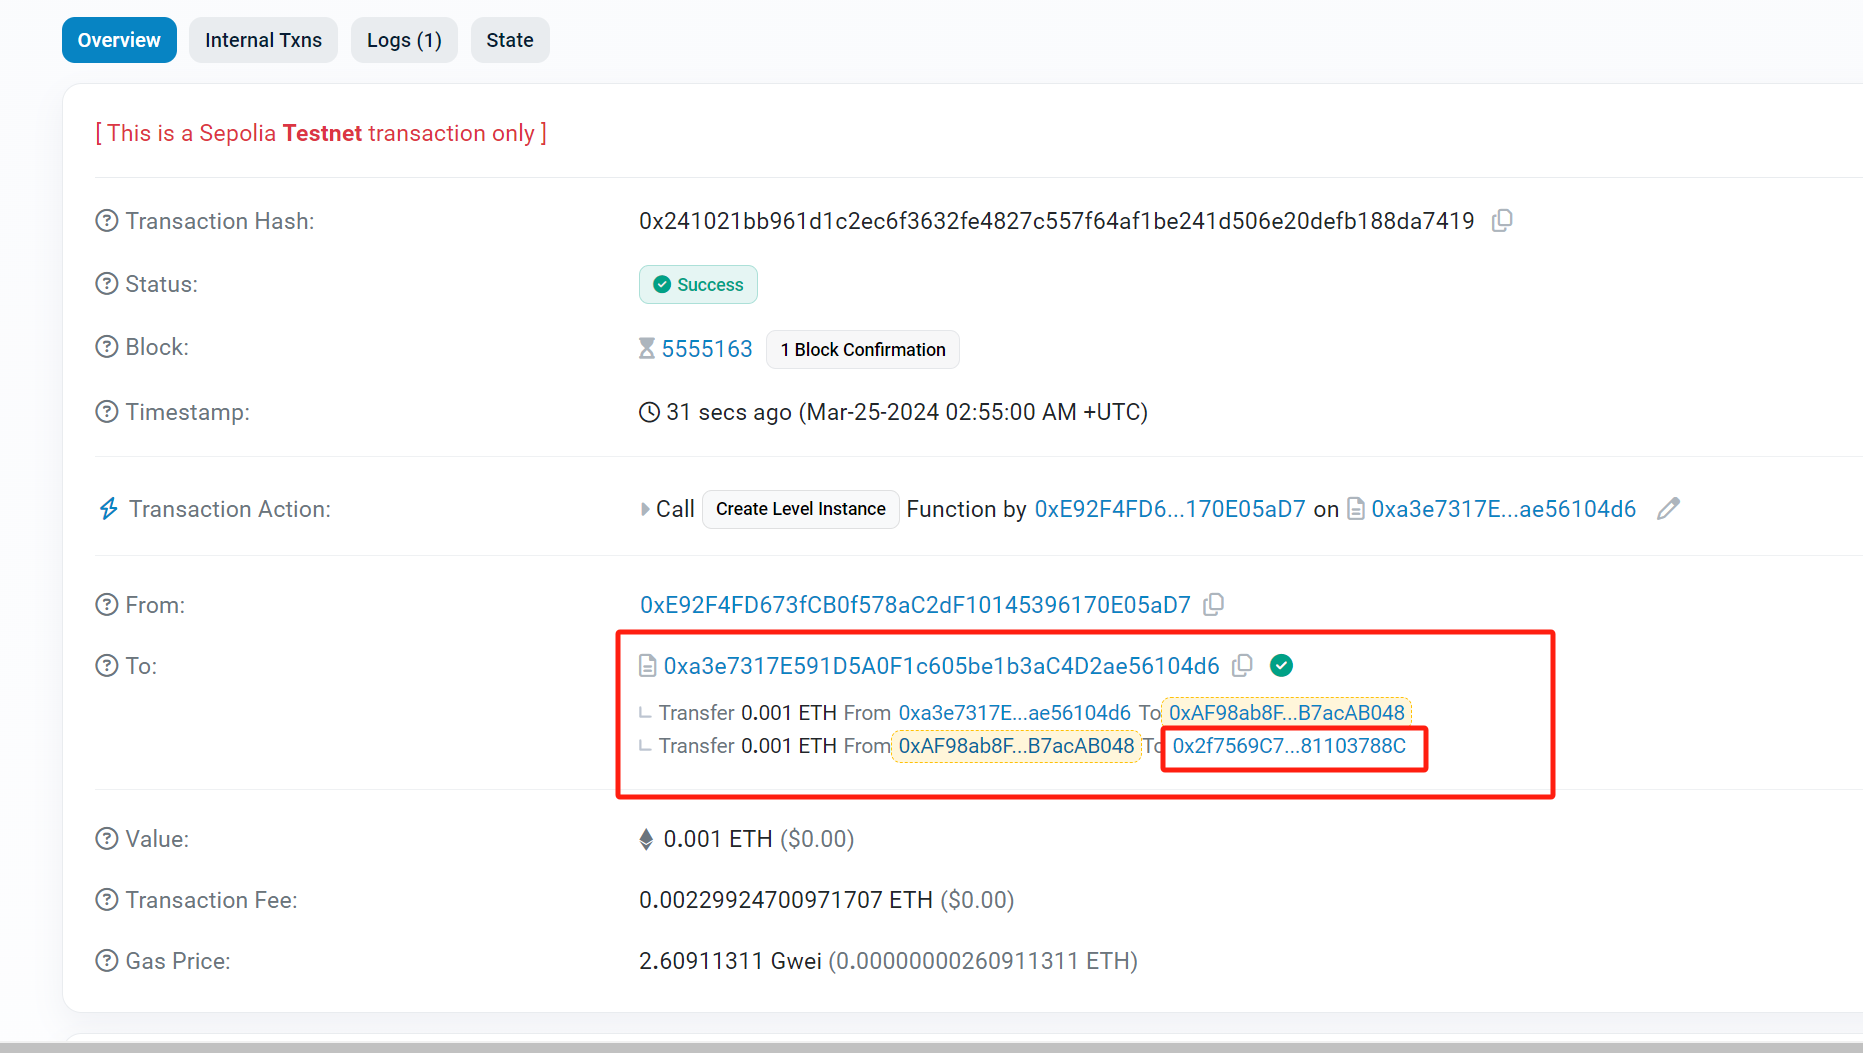 Overview Internal Txns Logs (1) State
[ This is a Sepolia Testnet transaction only ]
Transaction Hash: 0x241021bb961d1c2ec6f3632fe4827c557f64af1be241d506e20defb188da7419
Status: Success
Block: 5555163 1 Block Confirmation
Timestamp: 31 secs ago (Mar-25-2024 02:55:00 AM +UTC)
Transaction Action: Call Create Level Instance Function by 0xE92F4FD6...170E05aD7 on 0xa3e7317E...ae56104d6
From: 0xE92F4FD673fCB0f578aC2dF10145396170E05aD7
To: 0xa3e7317E591D5A0F1c605be1b3aC4D2ae56104d6
Transfer 0.001 ETH From 0xa3e7317E...ae56104d6 To 0xAF98ab8F...B7acAB048
Transfer 0.001 ETH From 0xAF98ab8F...B7acAB048 To 0x2f7569C7...81103788C
Value: 0.001 ETH ($0.00)
Transaction Fee: 0.00229924700971707 ETH ($0.00)
Gas Price: 2.60911311 Gwei (0.00000000260911311 ETH)